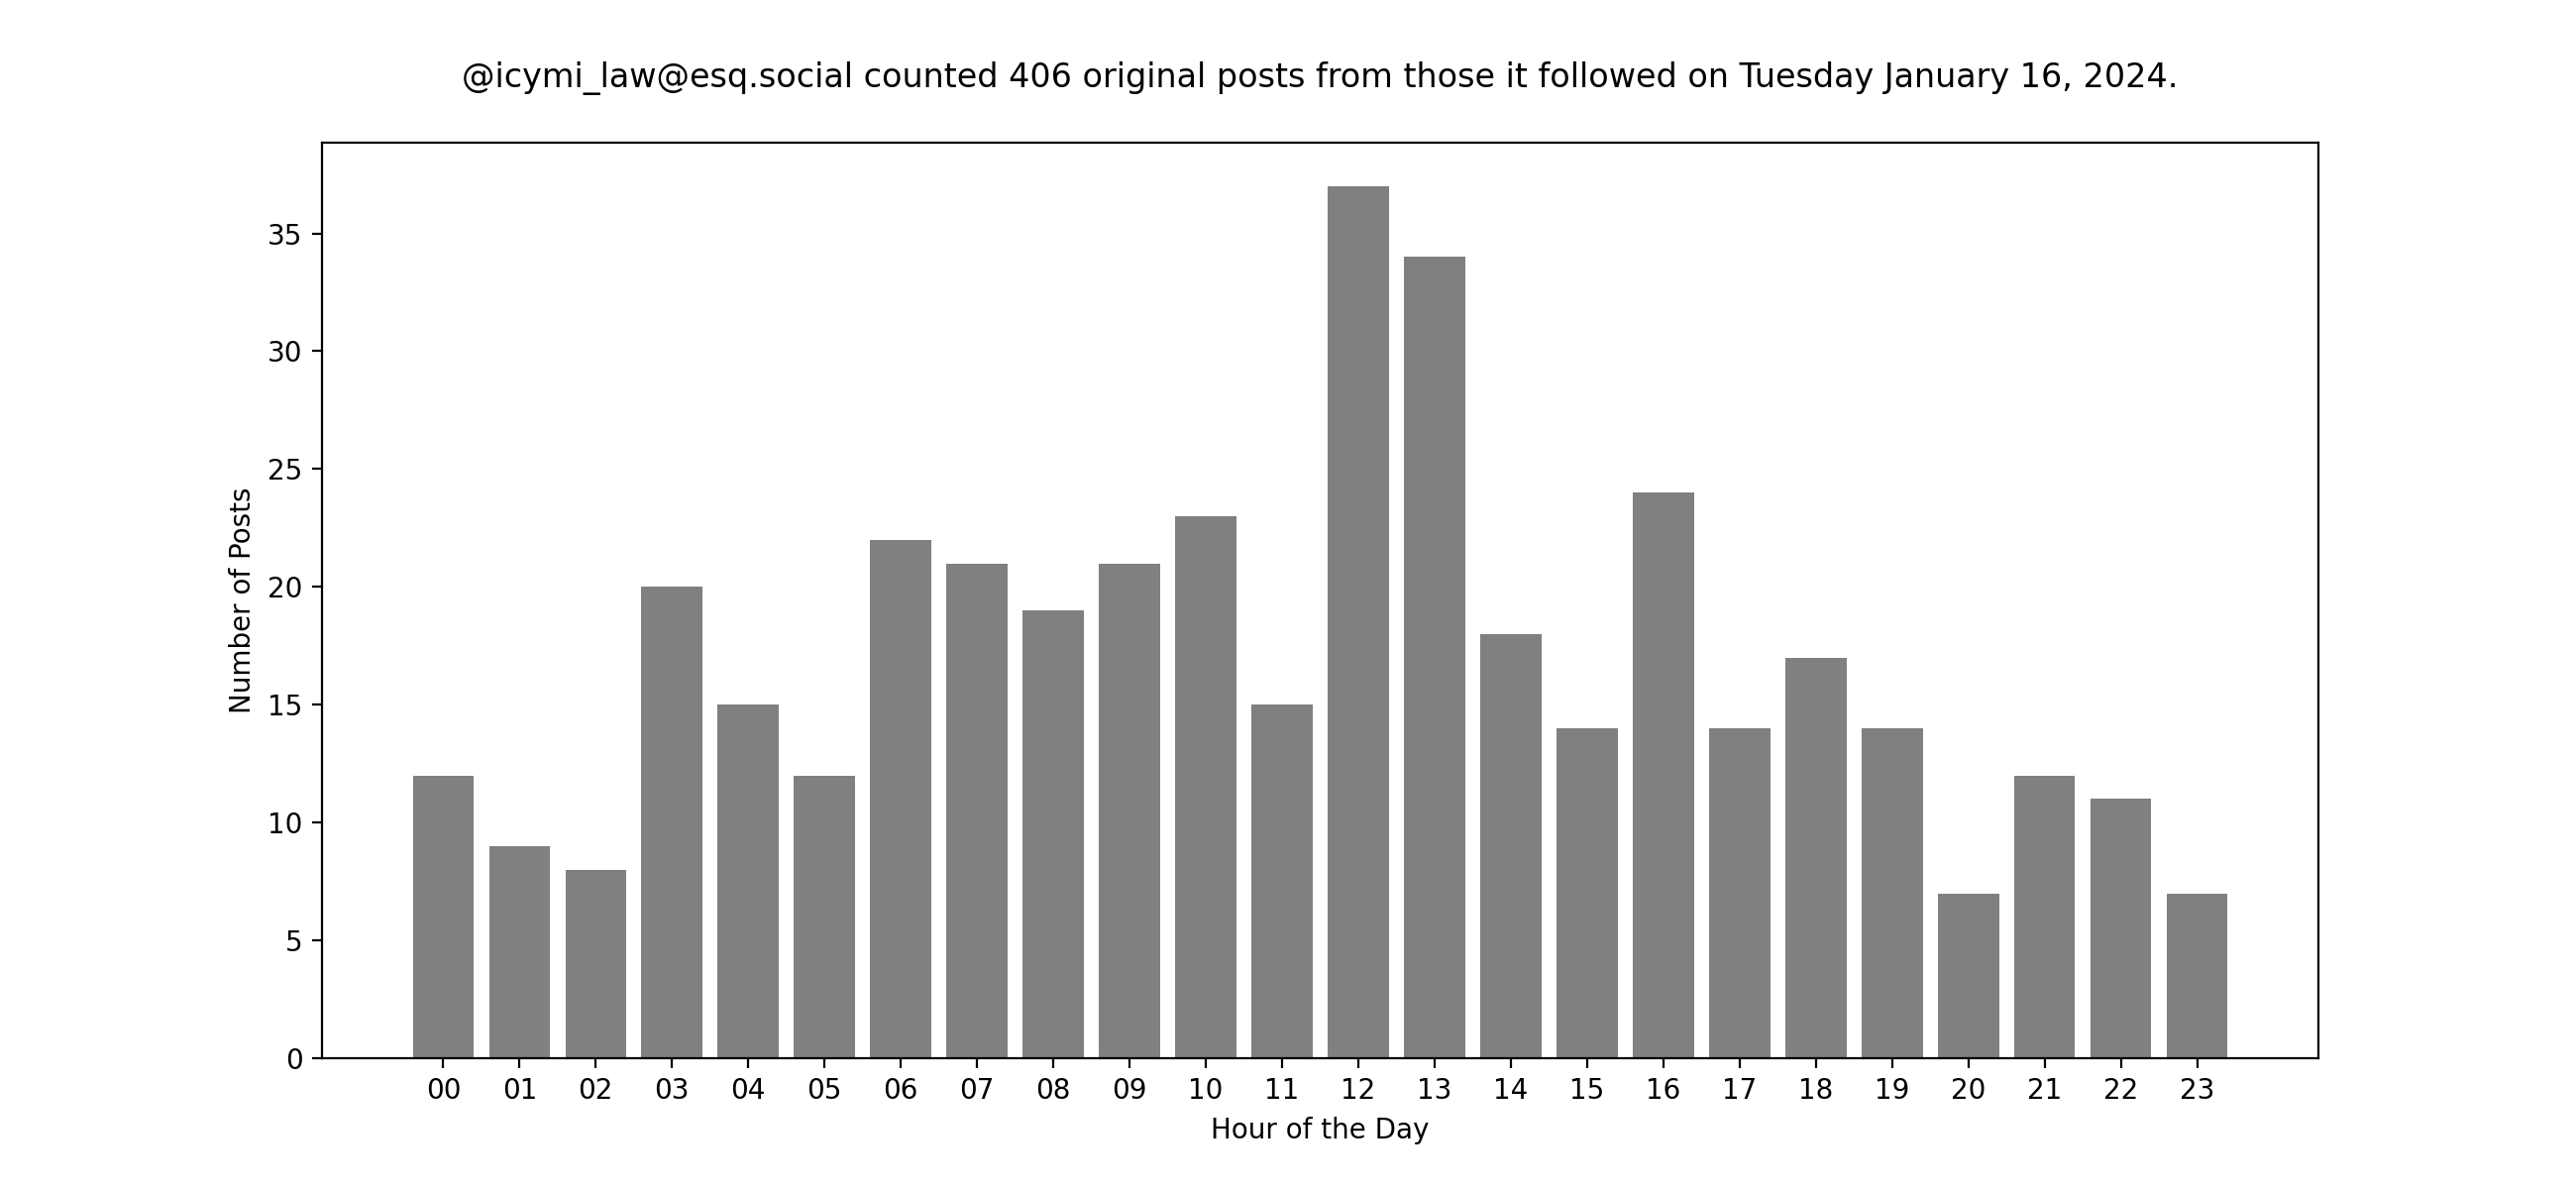 @icymi_law@esq.social counted 406 original posts from those it followed on Tuesday January 16, 2024.
35
30
25
20
15
10
5
0
Number of Posts
00 01 02 03 04 05 06 07 08 09 10 11 12 13 14 15 16 17 18 19 20 21 22 23
Hour of the Day